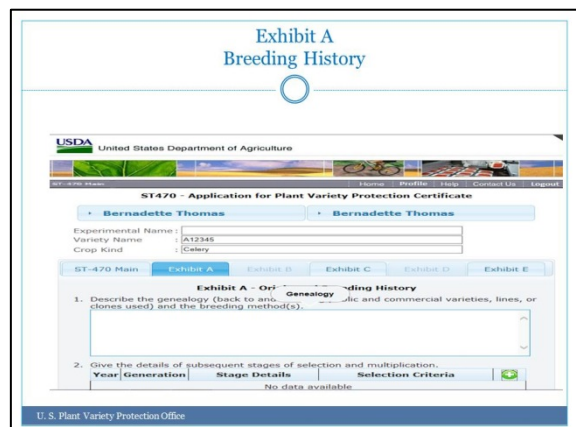 Exhibit A
Breeding History
USDA United States Department of Agriculture
ST-470 Main Home Profile Help Contact Us Logout
ST470 - Application for Plant Variety Protection Certificate
Bernadette Thomas Bernadette Thomas
Experimental Name :
Variety Name : A12345
Crop Kind : Celery
ST-470 Main Exhibit A Exhibit B Exhibit C Exhibit D Exhibit E
Exhibit A - Ori ding History
Genealogy
1. Describe the genealogy (back to and lic and commercial varieties, lines, or
clones used) and the breeding method(s).
2. Give the details of subsequent stages of selection and multiplication.
Year Generation Stage Details Selection Criteria
No data available
U. S. Plant Variety Protection Office